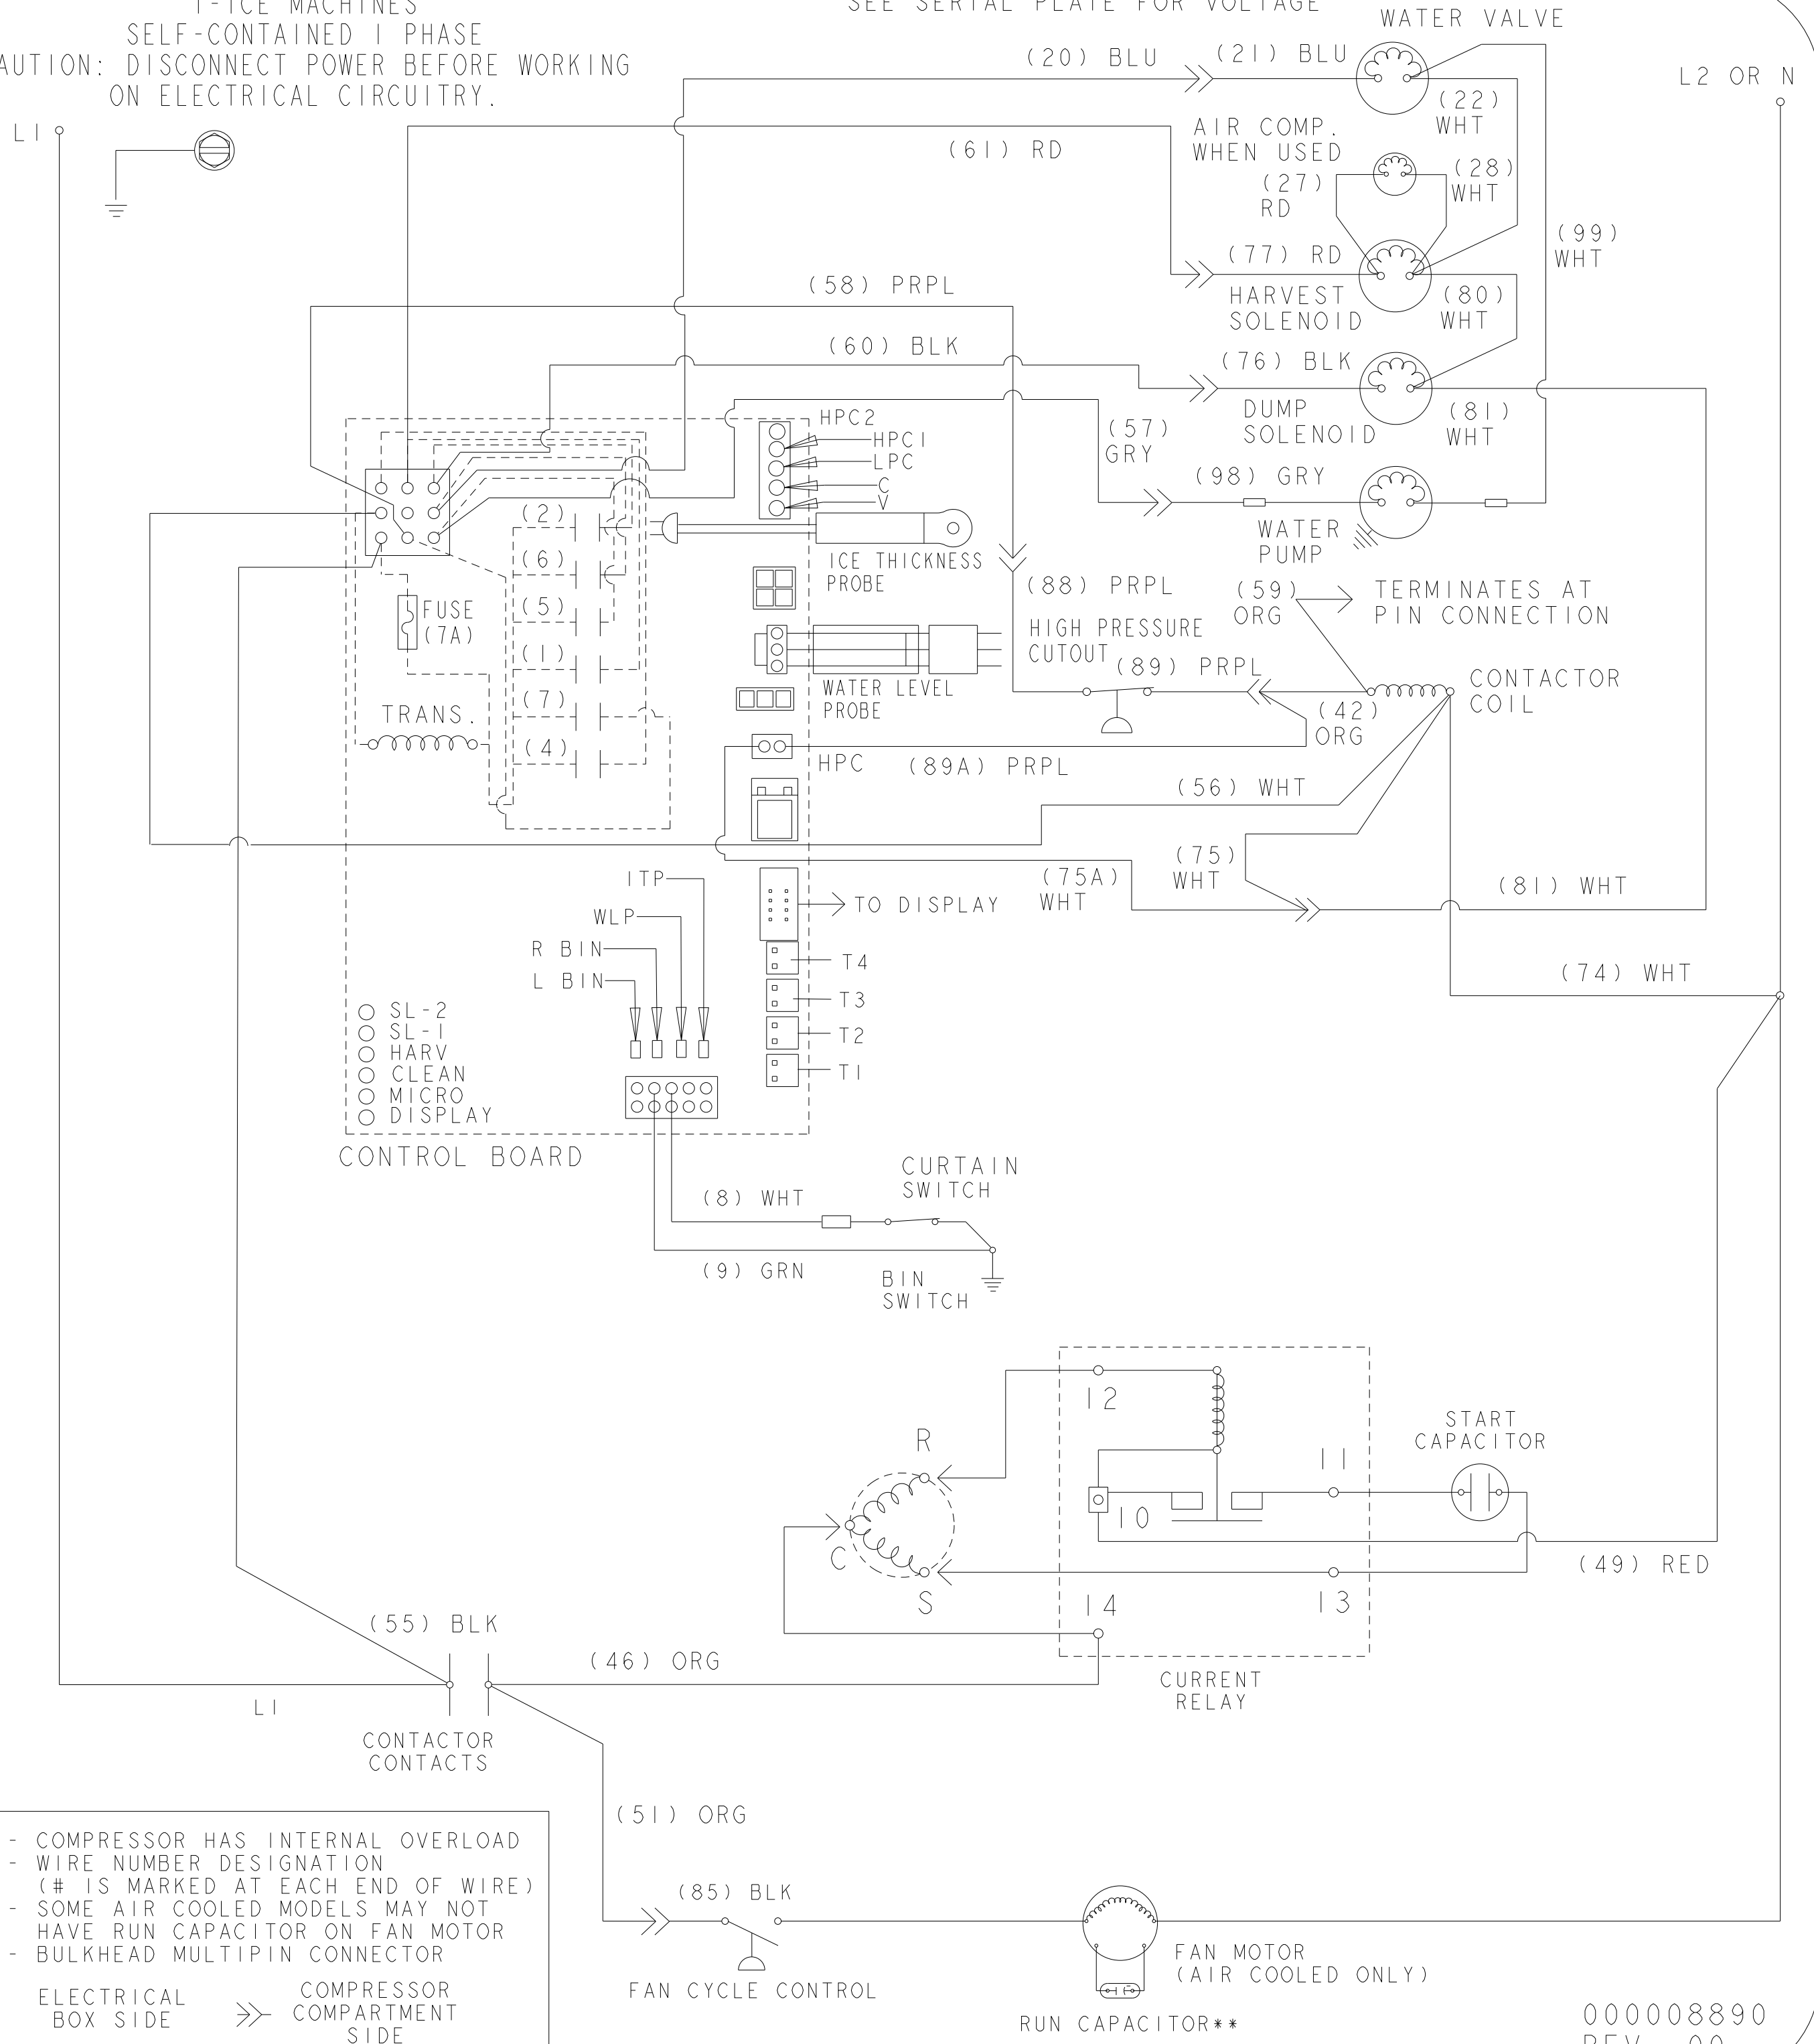 ICE MACHINES
SELF-CONTAINED 1 PHASE
CAUTION: DISCONNECT POWER BEFORE WORKING
ON ELECTRICAL CIRCUITRY.
SEE SERIAL PLATE FOR VOLTAGE
WATER VALVE
L2 OR N
L1
(20) BLU
(21) BLU
(22)
WHT
AIR COMP.
WHEN USED
(61) RD
(27)
RD
(28)
WHT
(99)
WHT
(77) RD
(58) PRPL
HARVEST
SOLENOID
(80)
WHT
(60) BLK
(76) BLK
DUMP
SOLENOID
(81)
WHT
(57)
GRY
(98) GRY
WATER
PUMP
HPC2
HPC1
LPC
C
V
(2)
(6)
(5)
(1)
(7)
(4)
ICE THICKNESS
PROBE
FUSE
(7A)
TRANS.
(88) PRPL
(59)
ORG
TERMINATES AT
PIN CONNECTION
HIGH PRESSURE
CUTOUT
(89) PRPL
WATER LEVEL
PROBE
CONTACTOR
COIL
(42)
ORG
HPC
(89A) PRPL
(56) WHT
(75)
WHT
(75A)
WHT
(81) WHT
ITP
WLP
R BIN
L BIN
TO DISPLAY
T4
T3
T2
T1
(74) WHT
SL-2
SL-1
HARV
CLEAN
MICRO
DISPLAY
CONTROL BOARD
CURTAIN
SWITCH
(8) WHT
(9) GRN
BIN
SWITCH
12
R
START
CAPACITOR
11
10
C
S
14
13
(49) RED
CURRENT
RELAY
(55) BLK
(46) ORG
L1
CONTACTOR
CONTACTS
(51) ORG
(85) BLK
FAN CYCLE CONTROL
FAN MOTOR
(AIR COOLED ONLY)
RUN CAPACITOR**
- COMPRESSOR HAS INTERNAL OVERLOAD
- WIRE NUMBER DESIGNATION
(# IS MARKED AT EACH END OF WIRE)
- SOME AIR COOLED MODELS MAY NOT
HAVE RUN CAPACITOR ON FAN MOTOR
- BULKHEAD MULTIPIN CONNECTOR
ELECTRICAL
BOX SIDE
COMPRESSOR
COMPARTMENT
SIDE
000008890
REV. 00